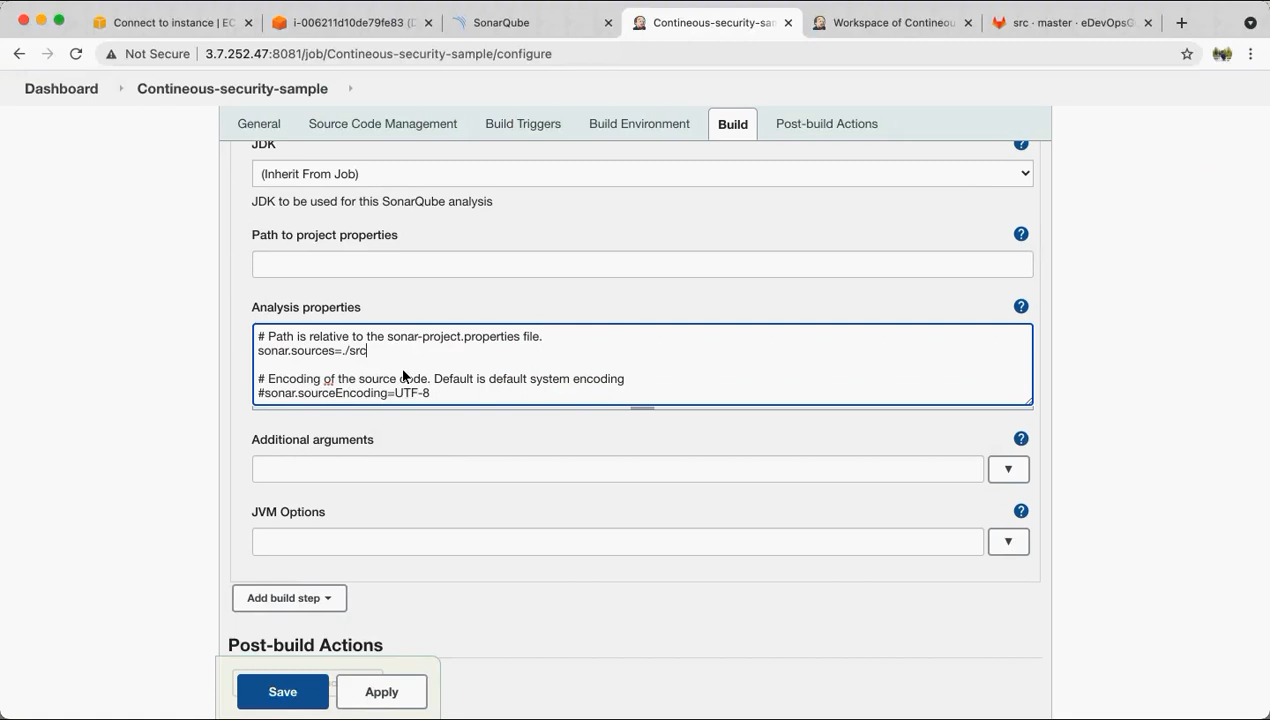 Connect to instance | EC
i-006211d10de79fe83 (D
SonarQube
Contineous-security-sam
Workspace of Contineou
src · master · eDevOpsG
Not Secure
3.7.252.47:8081/job/Contineous-security-sample/configure
Dashboard
Contineous-security-sample
General
Source Code Management
Build Triggers
Build Environment
Build
Post-build Actions
JDK
(Inherit From Job)
JDK to be used for this SonarQube analysis
Path to project properties
Analysis properties
# Path is relative to the sonar-project.properties file.
sonar.sources=./src
# Encoding of the source code. Default is default system encoding
#sonar.sourceEncoding=UTF-8
Additional arguments
JVM Options
Add build step
Post-build Actions
Save
Apply